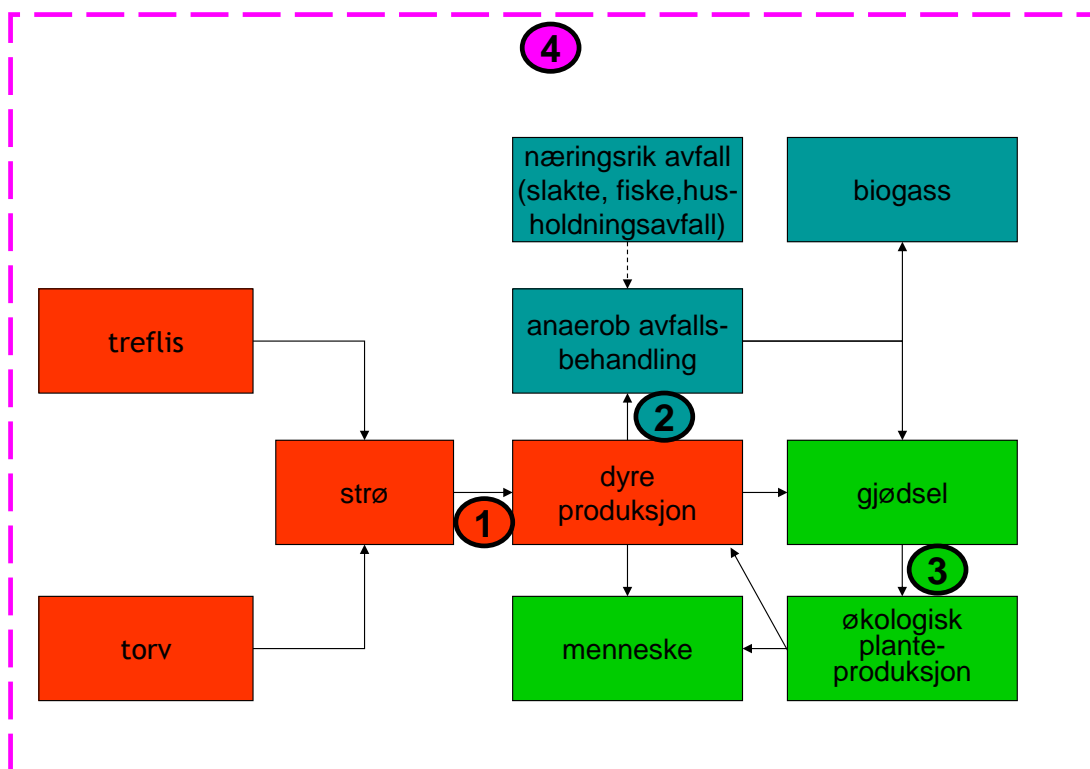 4
næringsrik avfall
(slakte, fiske,hus-
holdningsavfall)
biogass
treflis
anaerob avfalls-
behandling
2
strø
1
dyre
produksjon
gjødsel
3
torv
menneske
økologisk
plante-
produksjon